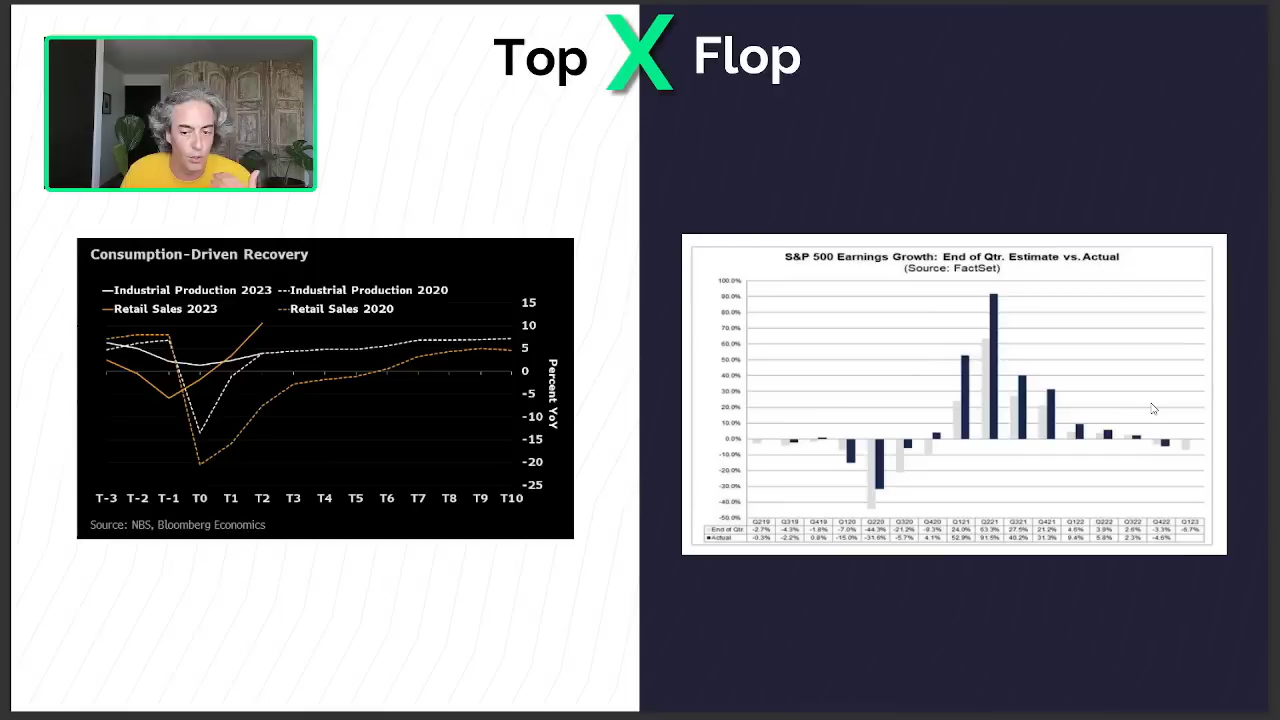 Top X Flop
Consumption-Driven Recovery
Industrial Production 2023 Industrial Production 2020
Retail Sales 2023 Retail Sales 2020
15
10
5
0
-5
-10
-15
-20
-25
Percent YoY
T-3 T-2 T-1 T0 T1 T2 T3 T4 T5 T6 T7 T8 T9 T10
Source: NBS, Bloomberg Economics
S&P 500 Earnings Growth: End of Qtr. Estimate vs. Actual
(Source: FactSet)
100.0%
90.0%
80.0%
70.0%
60.0%
50.0%
40.0%
30.0%
20.0%
10.0%
0.0%
-10.0%
-20.0%
-30.0%
-40.0%
-50.0%
Q219 Q319 Q419 Q120 Q220 Q320 Q420 Q121 Q221 Q321 Q421 Q122 Q222 Q322 Q422 Q123
End of Qtr. -2.7% -4.3% -1.8% -7.0% -44.3% -21.2% -9.3% 24.0% 63.3% 27.5% 21.2% 4.6% 3.9% 2.6% -3.3% -6.7%
Actual -0.3% -2.2% 0.8% -15.0% -31.6% -5.7% 4.1% 52.9% 91.5% 40.2% 31.3% 9.4% 5.8% 2.3% -4.6%